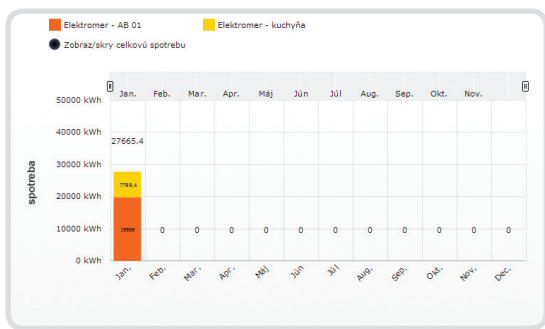 Elektromer - AB 01 Elektromer - kuchyňa
Zobraz/skry celkovú spotrebu
Jan. Feb. Mar. Apr. Máj Jún Júl Aug. Sep. Okt. Nov.
50000 kWh
40000 kWh
27665.4
30000 kWh
spotreba
7799,4
20000 kWh
10000 kWh 0 0 0 0 0 0 0 0 0 0 0
0 kWh
Jan. Feb. Mar. Apr. Máj Jún Júl Aug. Sep. Okt. Nov. Dec.